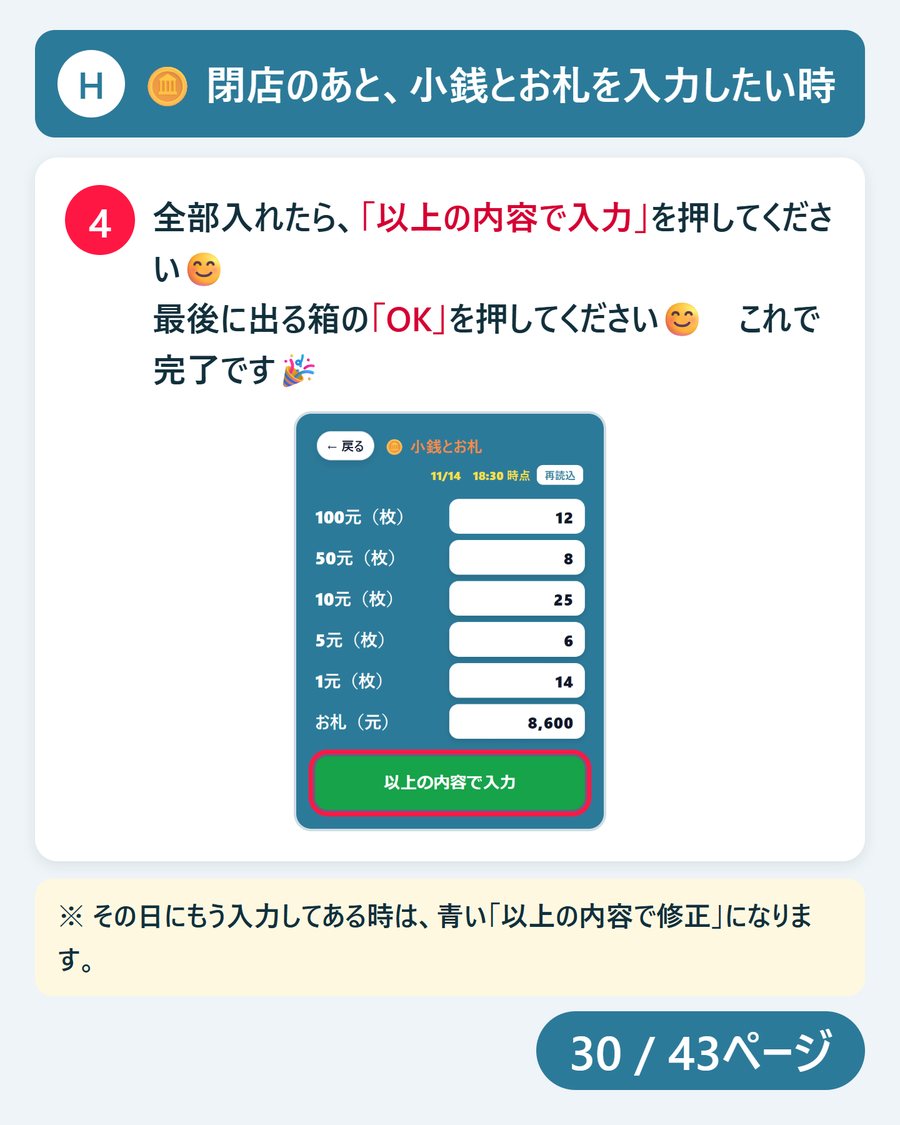 H 🪙 閉店のあと、小銭とお札を入力したい時
4 全部入れたら、「以上の内容で入力」を押してくださ
い😊
最後に出る箱の「OK」を押してください😊　これで
完了です🎉
← 戻る 🪙 小銭とお札
11/14 18:30 時点 再読込
100元（枚） 12
50元（枚） 8
10元（枚） 25
5元（枚） 6
1元（枚） 14
お札（元） 8,600
以上の内容で入力
※ その日にもう入力してある時は、青い「以上の内容で修正」になりま
す。
30 / 43ページ